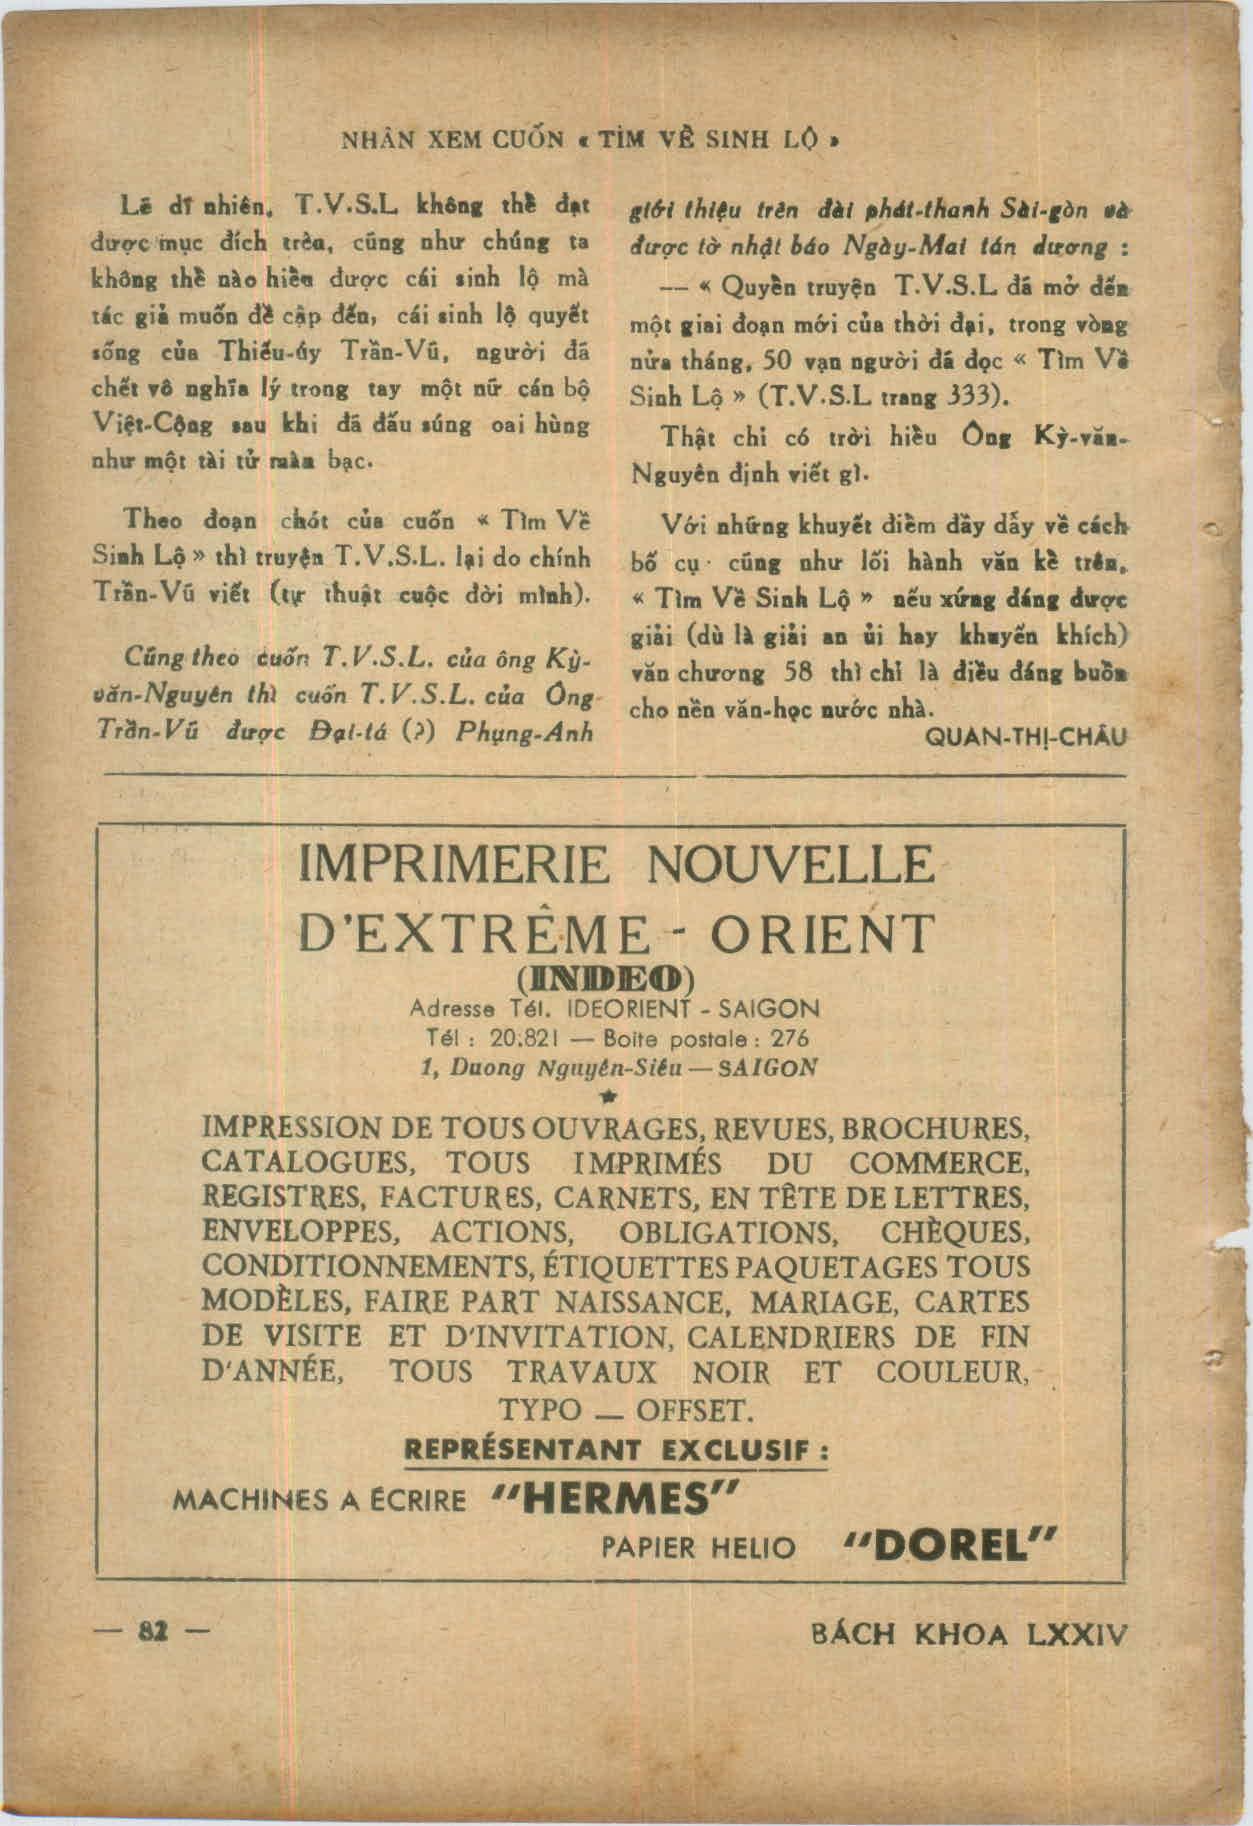 NHÂN XEM CUỐN « TÌM VỀ SINH LỘ »
Lẽ dĩ nhiên, T.V.S.L không thể đạt
được mục đích trên, cũng như chúng ta
không thể nào hiểu được cái sinh lộ mà
tác giả muốn đề cập đến, cái sinh lộ quyết
sống của Thiếu-úy Trần-Vũ, người đã
chết vô nghĩa lý trong tay một nữ cán bộ
Việt-Cộng sau khi đã đấu súng oai hùng
như một tài tử màn bạc.
Theo đoạn chót của cuốn « Tìm Về
Sinh Lộ » thì truyện T.V.S.L. lại do chính
Trần-Vũ viết (tự thuật cuộc đời mình).
Cũng theo cuốn T.V.S.L. của ông Kỳ-
văn-Nguyên thì cuốn T.V.S.L. của Ông
Trần-Vũ được Đại-tá (?) Phụng-Anh
giới thiệu trên đài phát-thanh Sài-gòn và
được tờ nhật báo Ngày-Mai tán dương :
— « Quyển truyện T.V.S.L đã mở đến
một giai đoạn mới của thời đại, trong vòng
nửa tháng, 50 vạn người đã đọc « Tìm Về
Sinh Lộ » (T.V.S.L trang 333).
Thật chỉ có trời hiểu Ông Kỳ-văn-
Nguyên định viết gì.
Với những khuyết điểm đầy dẫy về cách
bố cụ cũng như lối hành văn kể trên,
« Tìm Về Sinh Lộ » nếu xứng đáng được
giải (dù là giải an ủi hay khuyến khích)
văn chương 58 thì chỉ là điều đáng buồn
cho nền văn-học nước nhà.
QUAN-THỊ-CHÂU
IMPRIMERIE NOUVELLE
D'EXTRÊME - ORIENT
(INDEO)
Adresse Tél. IDEORIENT - SAIGON
Tél : 20.821 — Boite postale : 276
1, Duong Nguyên-Siêu — SAIGON
IMPRESSION DE TOUS OUVRAGES, REVUES, BROCHURES,
CATALOGUES, TOUS IMPRIMÉS DU COMMERCE,
REGISTRES, FACTURES, CARNETS, EN TÊTE DE LETTRES,
ENVELOPPES, ACTIONS, OBLIGATIONS, CHÈQUES,
CONDITIONNEMENTS, ÉTIQUETTES PAQUETAGES TOUS
MODÈLES, FAIRE PART NAISSANCE, MARIAGE, CARTES
DE VISITE ET D'INVITATION, CALENDRIERS DE FIN
D'ANNÉE, TOUS TRAVAUX NOIR ET COULEUR,
TYPO — OFFSET.
REPRÉSENTANT EXCLUSIF :
MACHINES A ÉCRIRE "HERMES"
PAPIER HELIO "DOREL"
— 82 —
BÁCH KHOA LXXIV